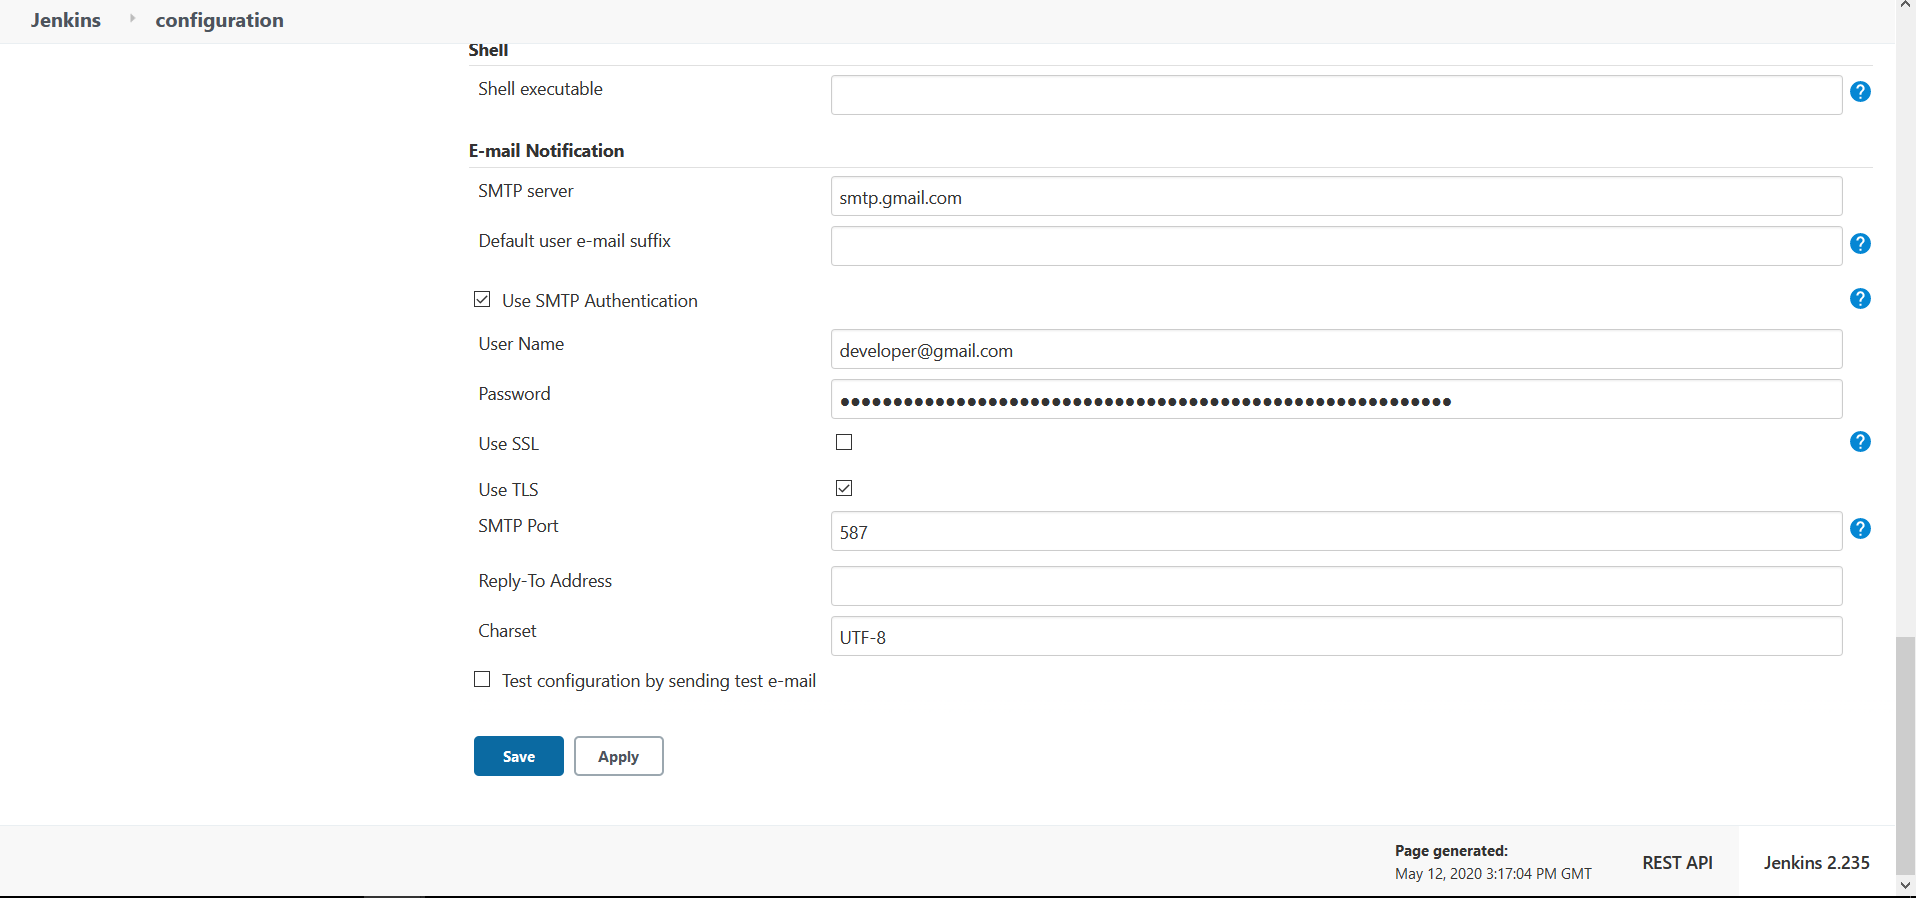 Jenkins configuration
Shell
Shell executable
?
E-mail Notification
SMTP server
smtp.gmail.com
Default user e-mail suffix
?
Use SMTP Authentication
?
User Name
developer@gmail.com
Password
●●●●●●●●●●●●●●●●●●●●●●●●●●●●●●●●●●●●●●●●●●●●●●●●●●●●●●●●●●
Use SSL
?
Use TLS
SMTP Port
587
?
Reply-To Address
Charset
UTF-8
Test configuration by sending test e-mail
Save Apply
Page generated:
May 12, 2020 3:17:04 PM GMT
REST API
Jenkins 2.235